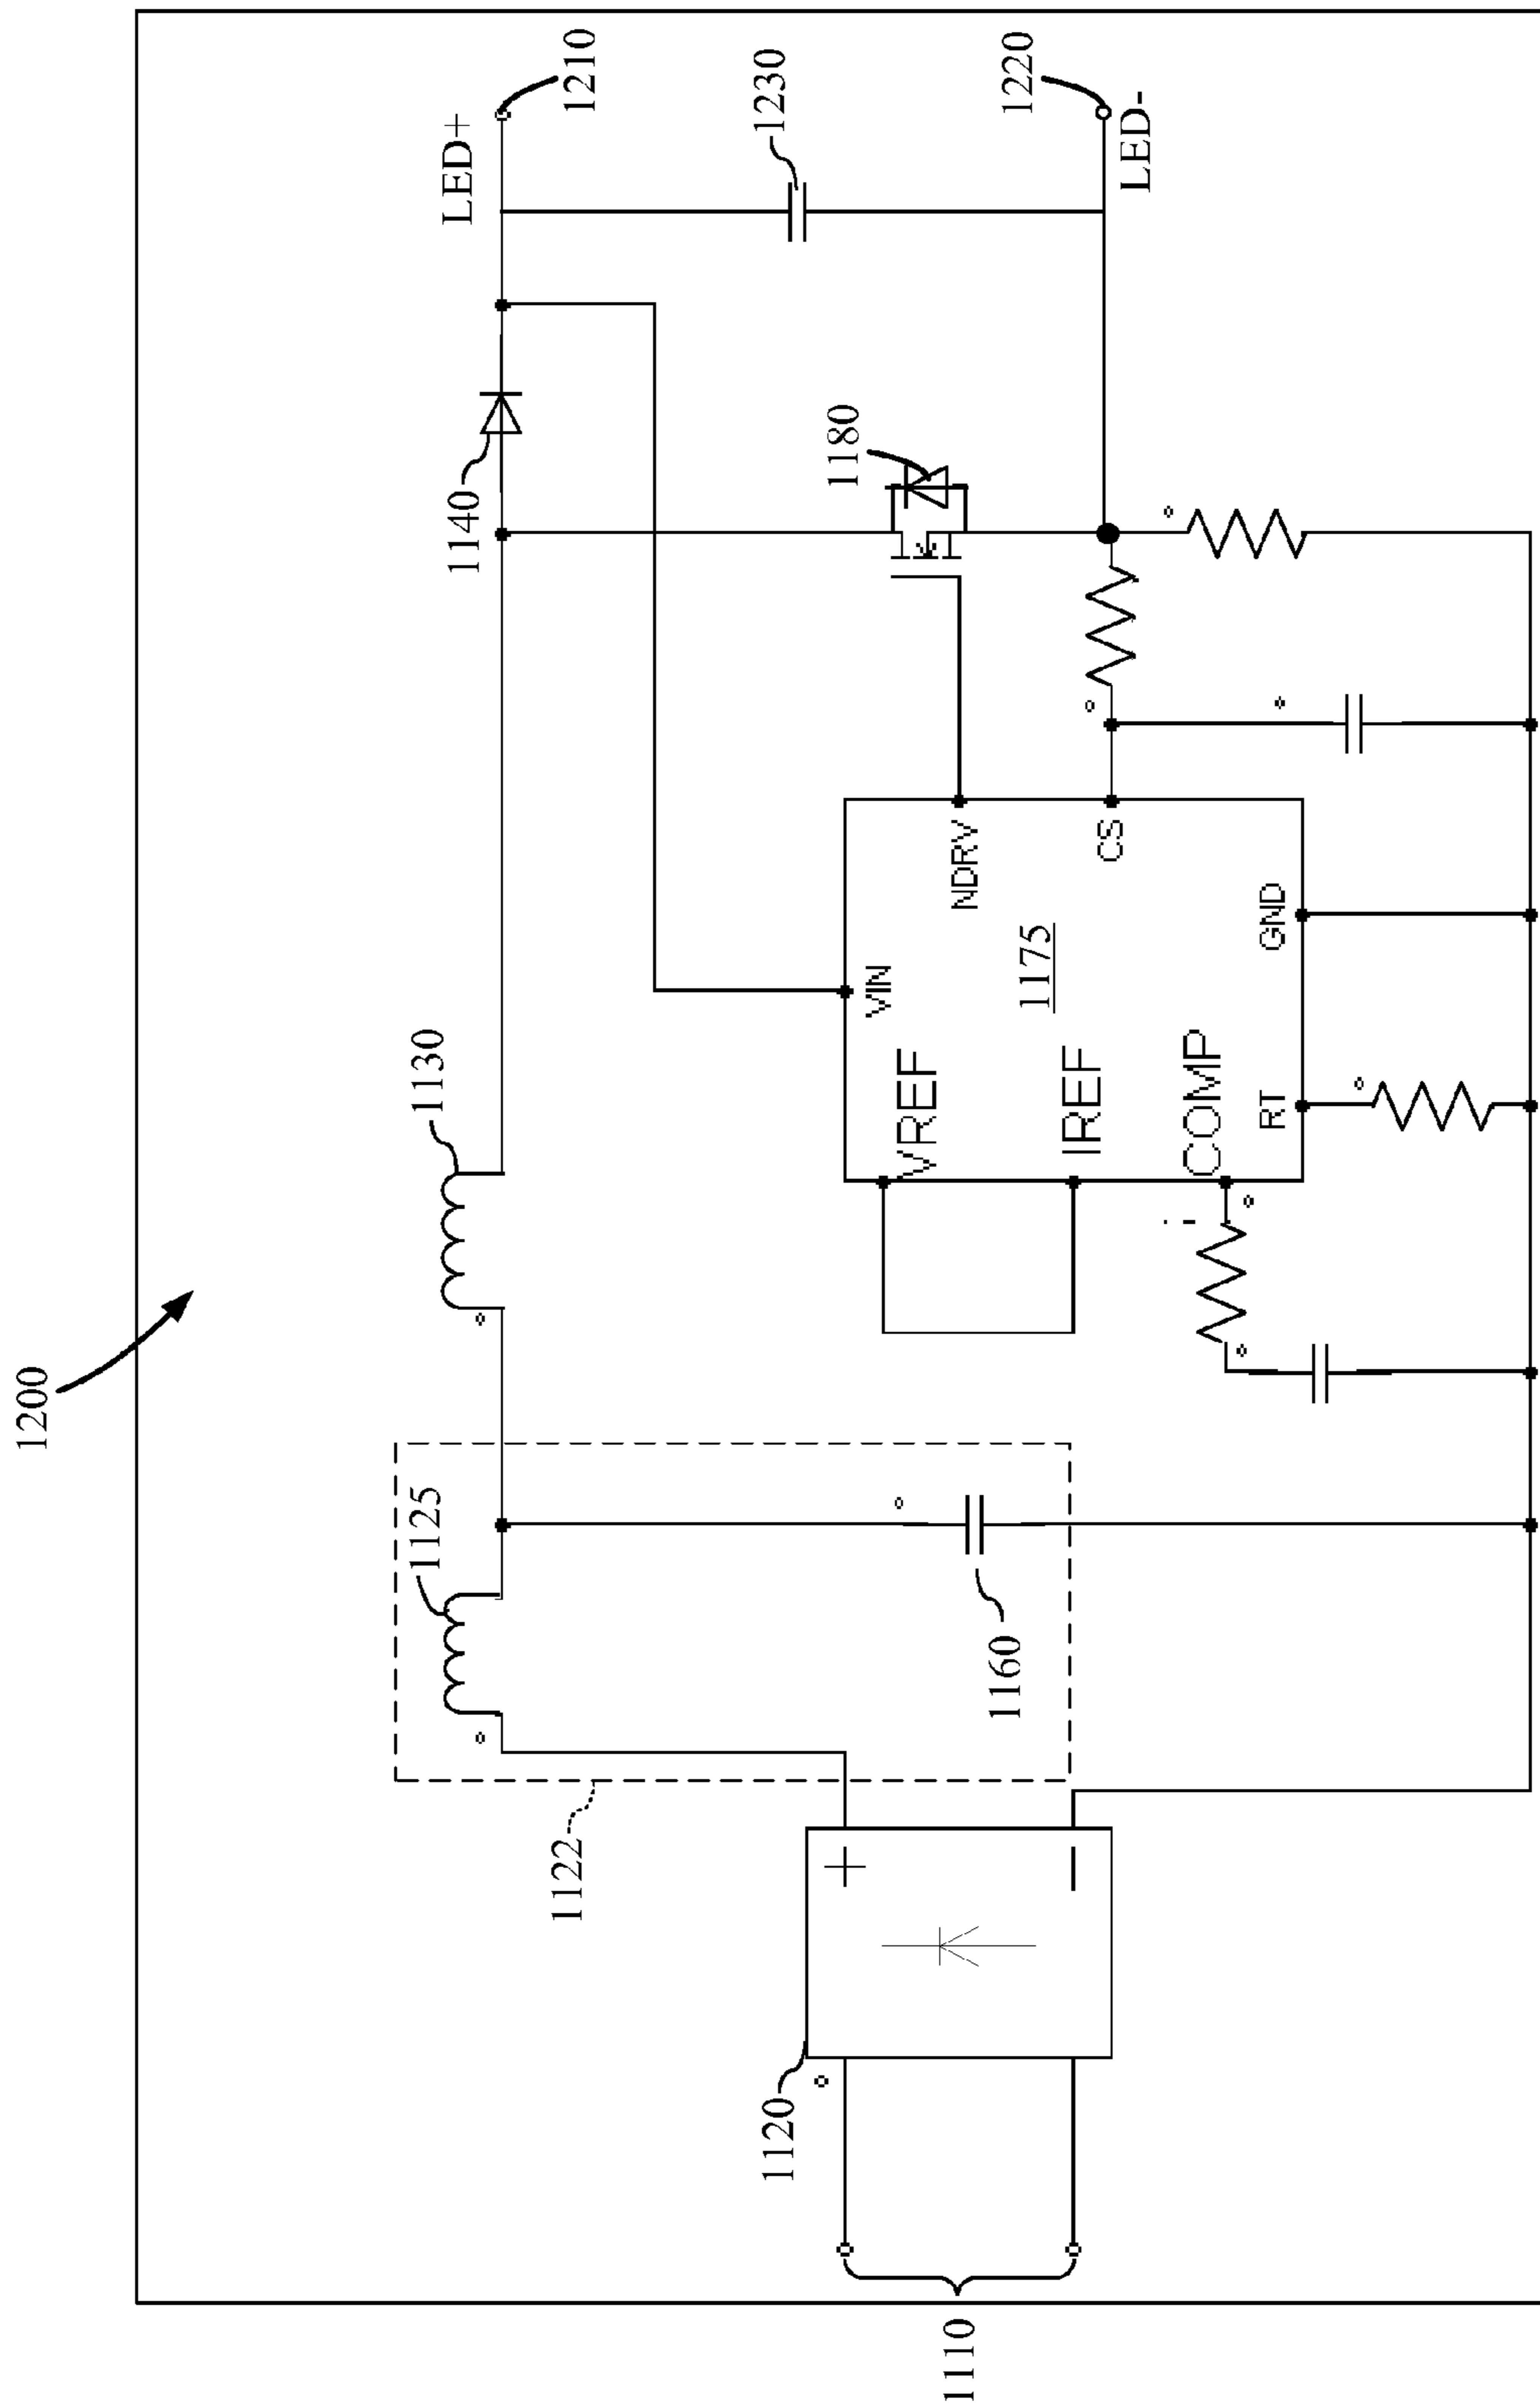 1200
LED+
1210
1140
1230
1130
1125
1180
1220
LED-
1122
VIN
VREF
NDRV
1175
IREF
CS
COMP
RT
GND
1160
1120
+
−
1110